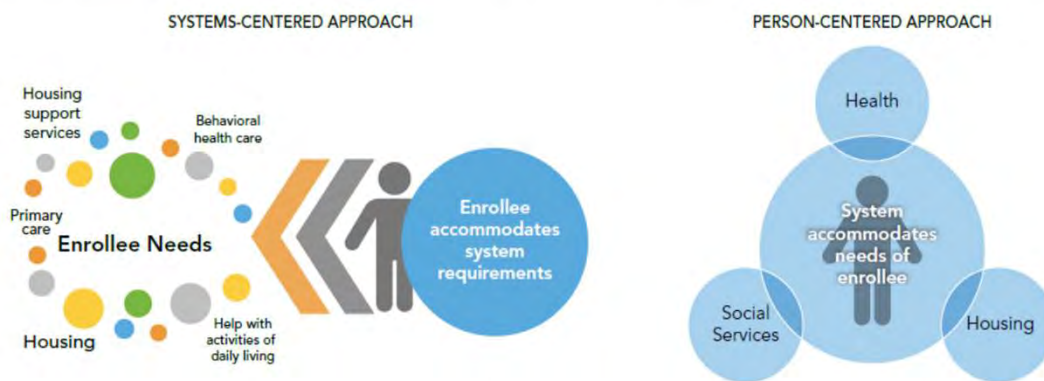 SYSTEMS-CENTERED APPROACH
Housing
support
services
Behavioral
health care
Primary
care
Enrollee Needs
Housing
Help with
activities of
daily living
Enrollee
accommodates
system
requirements
PERSON-CENTERED APPROACH
Health
System
accommodates
needs of
enrollee
Social
Services
Housing